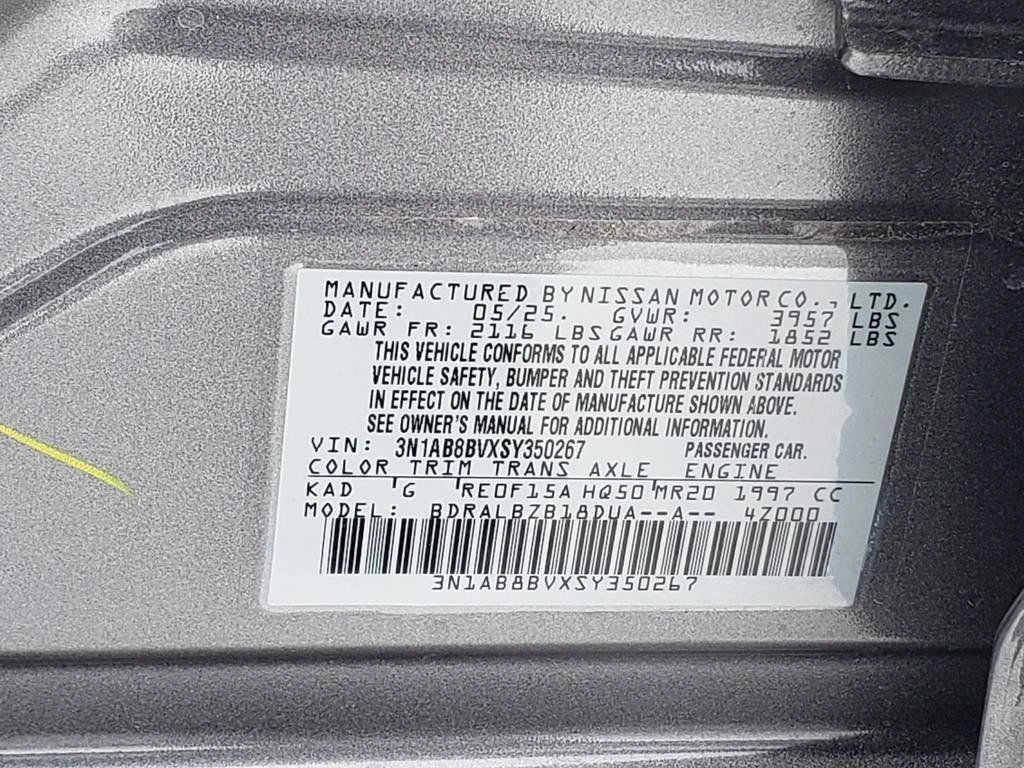 MANUFACTURED BY NISSAN MOTOR CO., LTD.
DATE: 05/25. GVWR: 3957 LBS
GAWR FR: 2116 LBS GAWR RR: 1852 LBS
THIS VEHICLE CONFORMS TO ALL APPLICABLE FEDERAL MOTOR
VEHICLE SAFETY, BUMPER AND THEFT PREVENTION STANDARDS
IN EFFECT ON THE DATE OF MANUFACTURE SHOWN ABOVE.
SEE OWNER'S MANUAL FOR ADDITIONAL INFORMATION.
VIN: 3N1AB8BVXSY350267 PASSENGER CAR.
COLOR TRIM TRANS AXLE ENGINE
KAD G RE0F15A HQ50 MR20 1997 CC
MODEL: BDRALBZB18DUA--A-- 4Z000
3N1AB8BVXSY350267